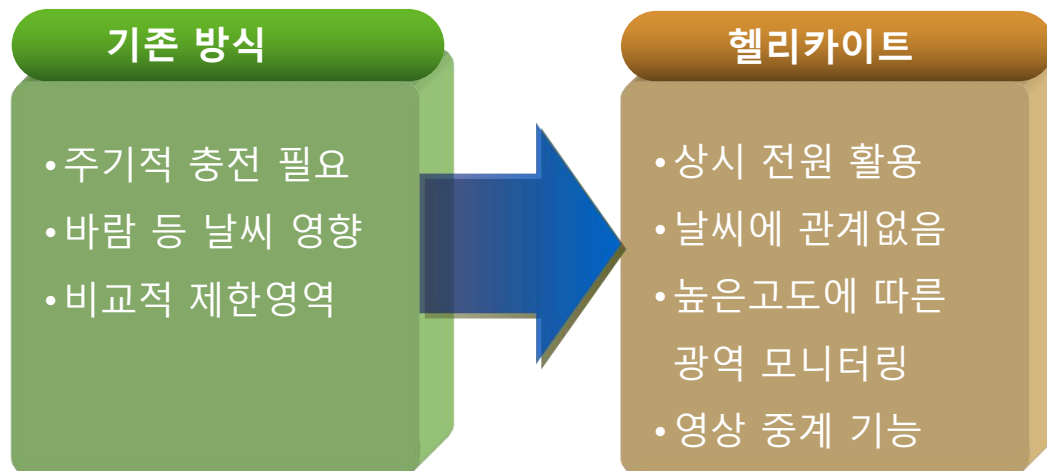 기존 방식
• 주기적 충전 필요
• 바람 등 날씨 영향
• 비교적 제한영역
헬리카이트
• 상시 전원 활용
• 날씨에 관계없음
• 높은고도에 따른
광역 모니터링
• 영상 중계 기능